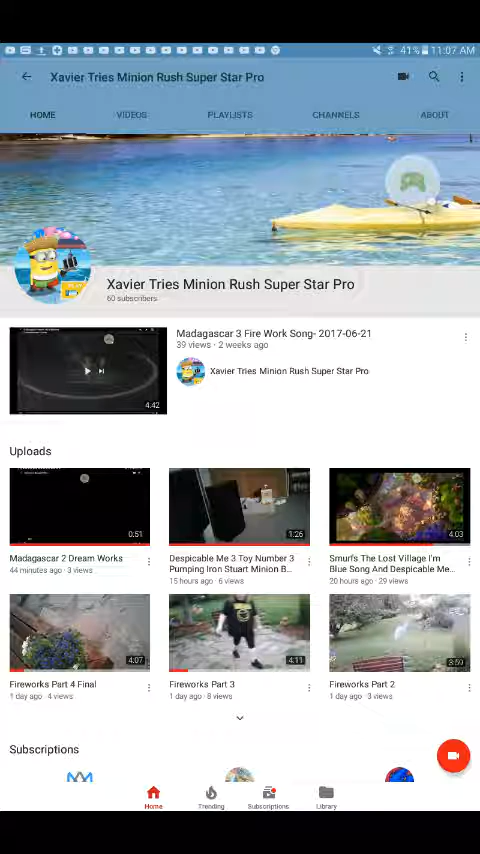 41% 11:07 AM
Xavier Tries Minion Rush Super Star Pro
HOME VIDEOS PLAYLISTS CHANNELS ABOUT
Xavier Tries Minion Rush Super Star Pro
60 subscribers
Madagascar 3 Fire Work Song- 2017-06-21
39 views · 2 weeks ago
Xavier Tries Minion Rush Super Star Pro
4:42
Uploads
0:51 1:26 4:03
Madagascar 2 Dream Works
44 minutes ago · 3 views
Despicable Me 3 Toy Number 3
Pumping Iron Stuart Minion B...
15 hours ago · 6 views
Smurfs The Lost Village I'm
Blue Song And Despicable Me...
20 hours ago · 29 views
4:07 4:11 3:59
Fireworks Part 4 Final
1 day ago · 4 views
Fireworks Part 3
1 day ago · 8 views
Fireworks Part 2
1 day ago · 3 views
Subscriptions
Home Trending Subscriptions Library